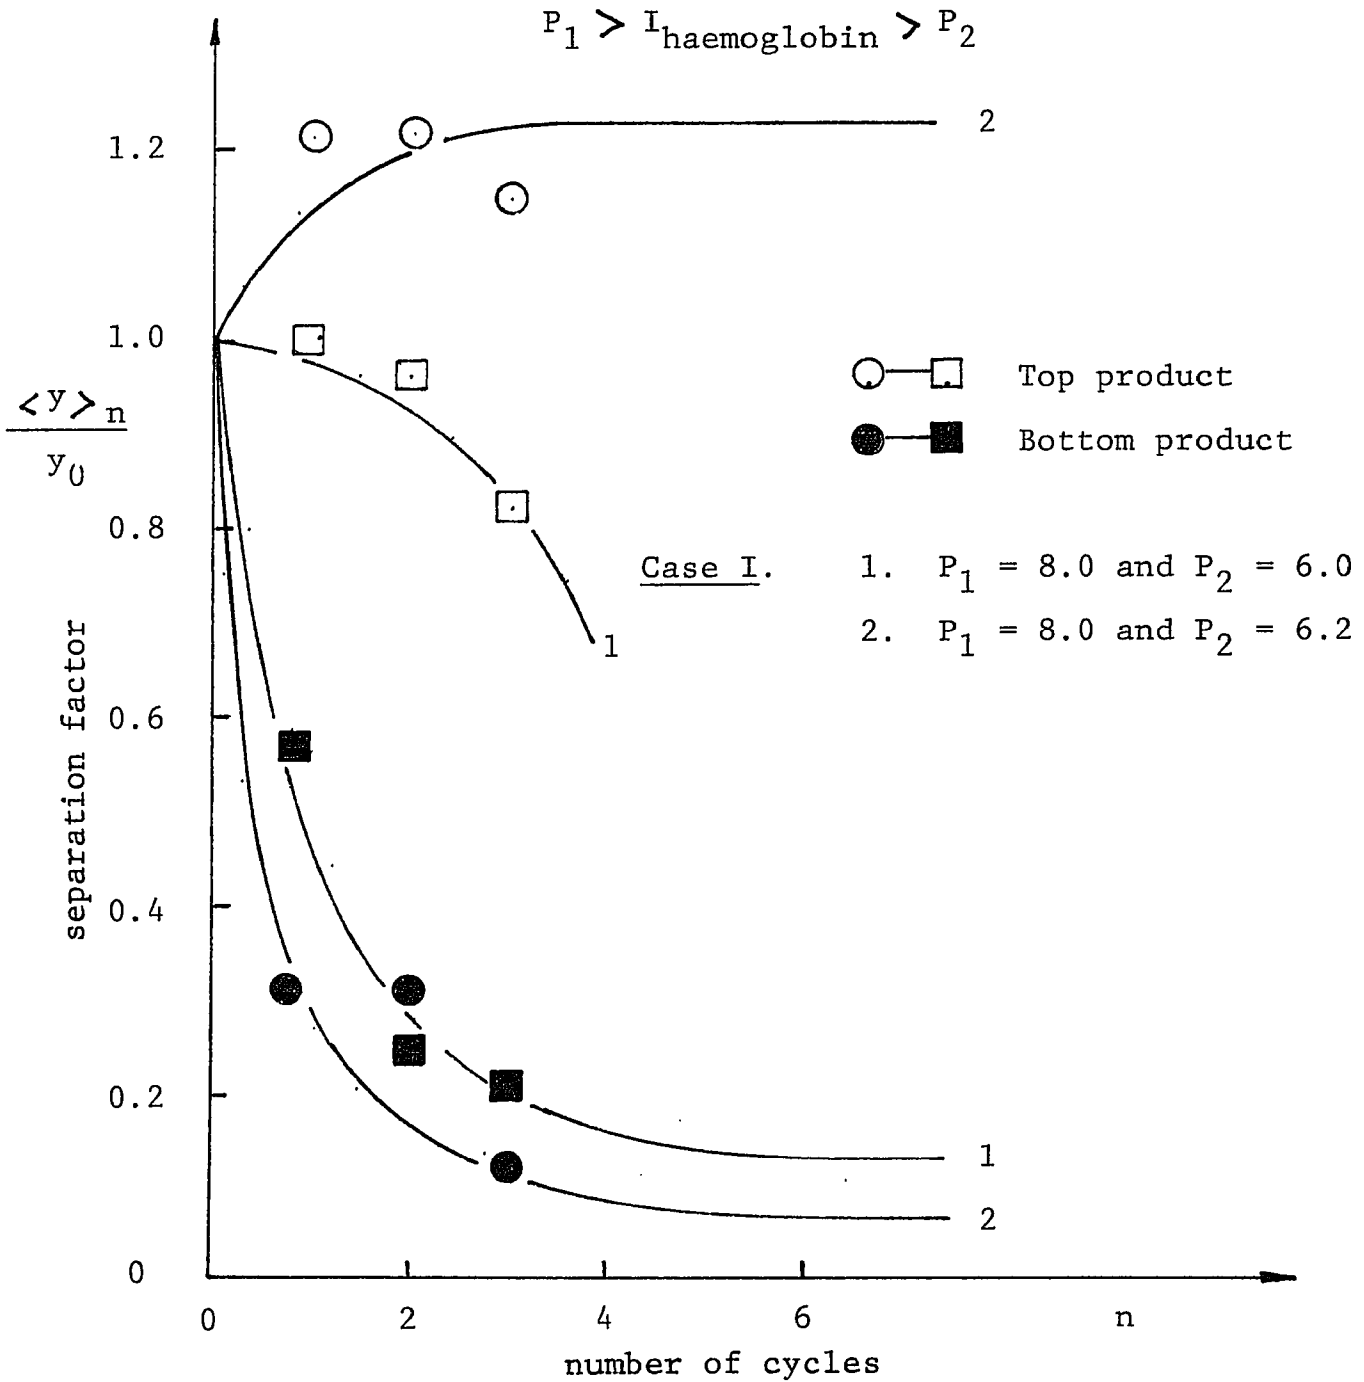 P1 > Ihaemoglobin > P2
2
1.2
1.0
<y>n
y0
Top product
Bottom product
0.8
Case I. 1. P1 = 8.0 and P2 = 6.0
2. P1 = 8.0 and P2 = 6.2
1
separation factor
0.6
0.4
0.2
1
2
0
0 2 4 6 n
number of cycles